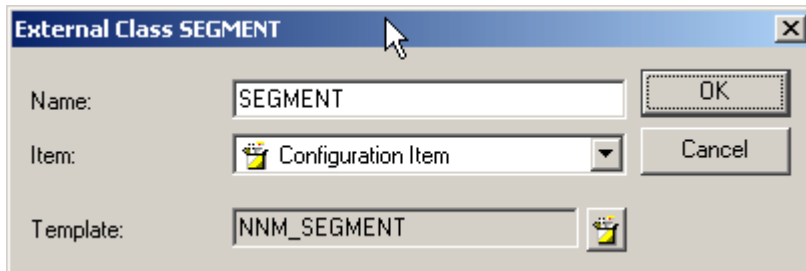 External Class SEGMENT
Name: SEGMENT OK
Item: Configuration Item Cancel
Template: NNM_SEGMENT